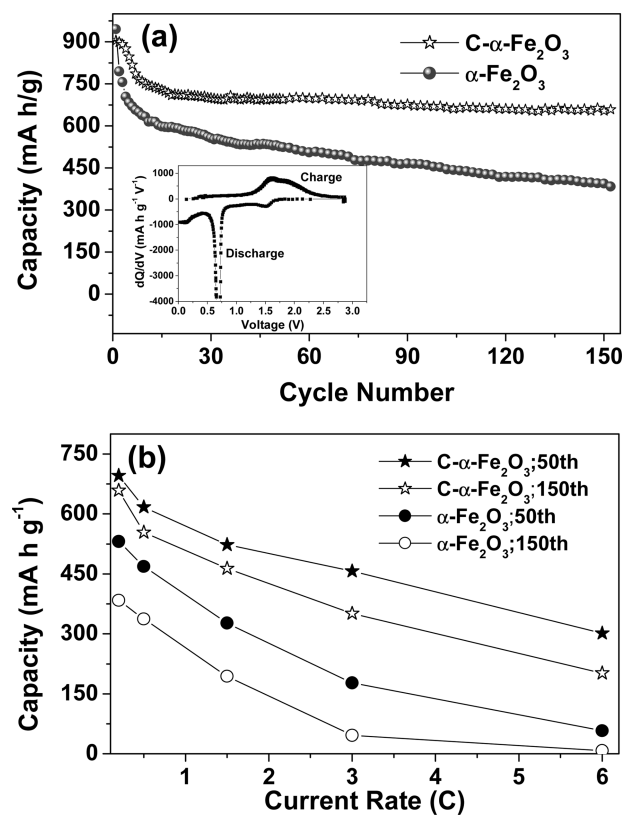 (a)
C-α-Fe₂O₃
α-Fe₂O₃
Capacity (mA h/g)
900
750
600
450
300
150
0
0
30
60
90
120
150
Cycle Number
Charge
Discharge
dQ/dV (mA h g⁻¹ V⁻¹)
1000
0
-1000
-2000
-3000
-4000
0.0
0.5
1.0
1.5
2.0
2.5
3.0
Voltage (V)
(b)
C-α-Fe₂O₃;50th
C-α-Fe₂O₃;150th
α-Fe₂O₃;50th
α-Fe₂O₃;150th
Capacity (mA h g⁻¹)
750
600
450
300
150
0
1
2
3
4
5
6
Current Rate (C)